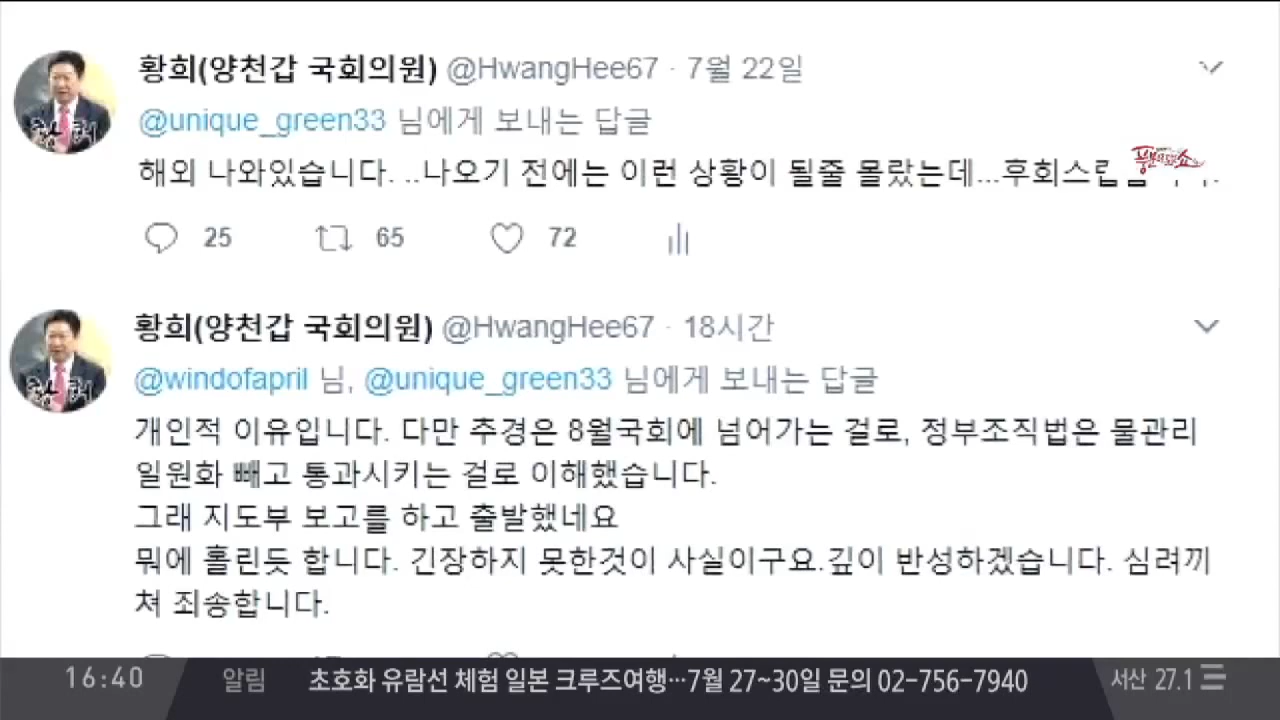 황희(양천갑 국회의원) @HwangHee67 · 7월 22일
@unique_green33 님에게 보내는 답글
해외 나와있습니다. ..나오기 전에는 이런 상황이 될줄 몰랐는데...후회스럽
25 65 72
황희(양천갑 국회의원) @HwangHee67 · 18시간
@windofapril 님, @unique_green33 님에게 보내는 답글
개인적 이유입니다. 다만 추경은 8월국회에 넘어가는 걸로, 정부조직법은 물관리
일원화 빼고 통과시키는 걸로 이해했습니다.
그래 지도부 보고를 하고 출발했네요
뭐에 홀린듯 합니다. 긴장하지 못한것이 사실이구요.깊이 반성하겠습니다. 심려끼
쳐 죄송합니다.
16:40 알림 초호화 유람선 체험 일본 크루즈여행…7월 27~30일 문의 02-756-7940 서산 27.1